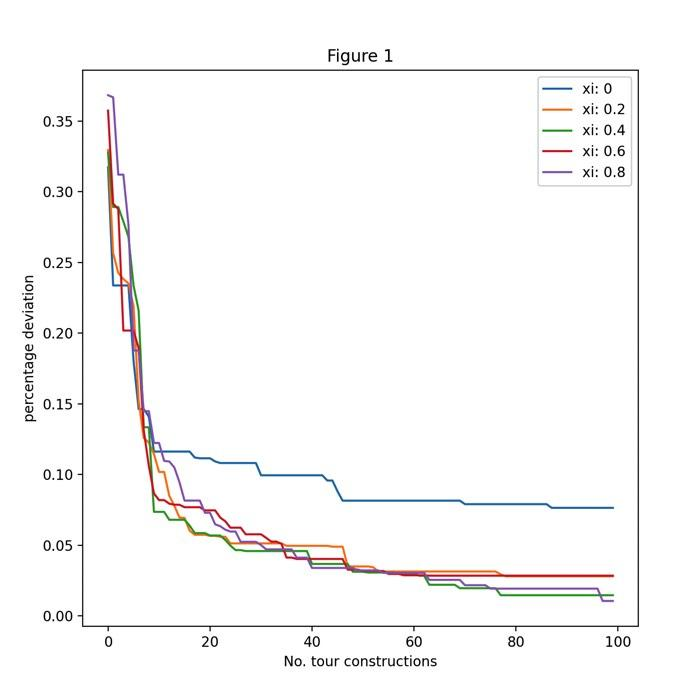 Figure 1
xi: 0
xi: 0.2
xi: 0.4
xi: 0.6
xi: 0.8
percentage deviation
0.35
0.30
0.25
0.20
0.15
0.10
0.05
0.00
0 20 40 60 80 100
No. tour constructions